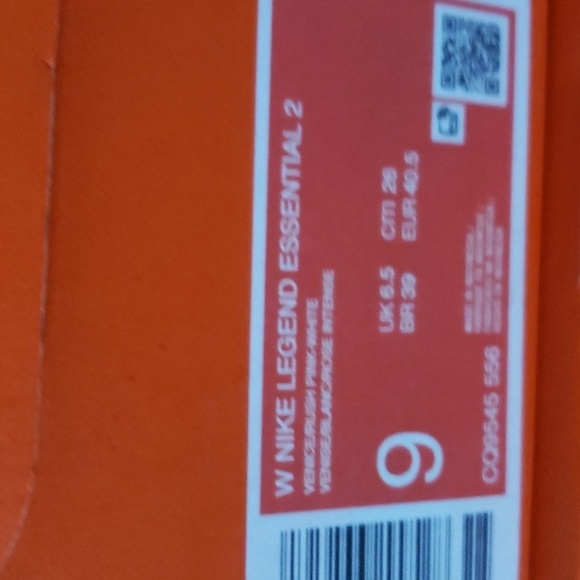 W NIKE LEGEND ESSENTIAL 2
VENICE/RUSH PINK-WHITE
VENISE/BLANC/ROSE INTENSE
9
UK 6.5 cm 26
BR 39 EUR 40.5
CQ9545 556